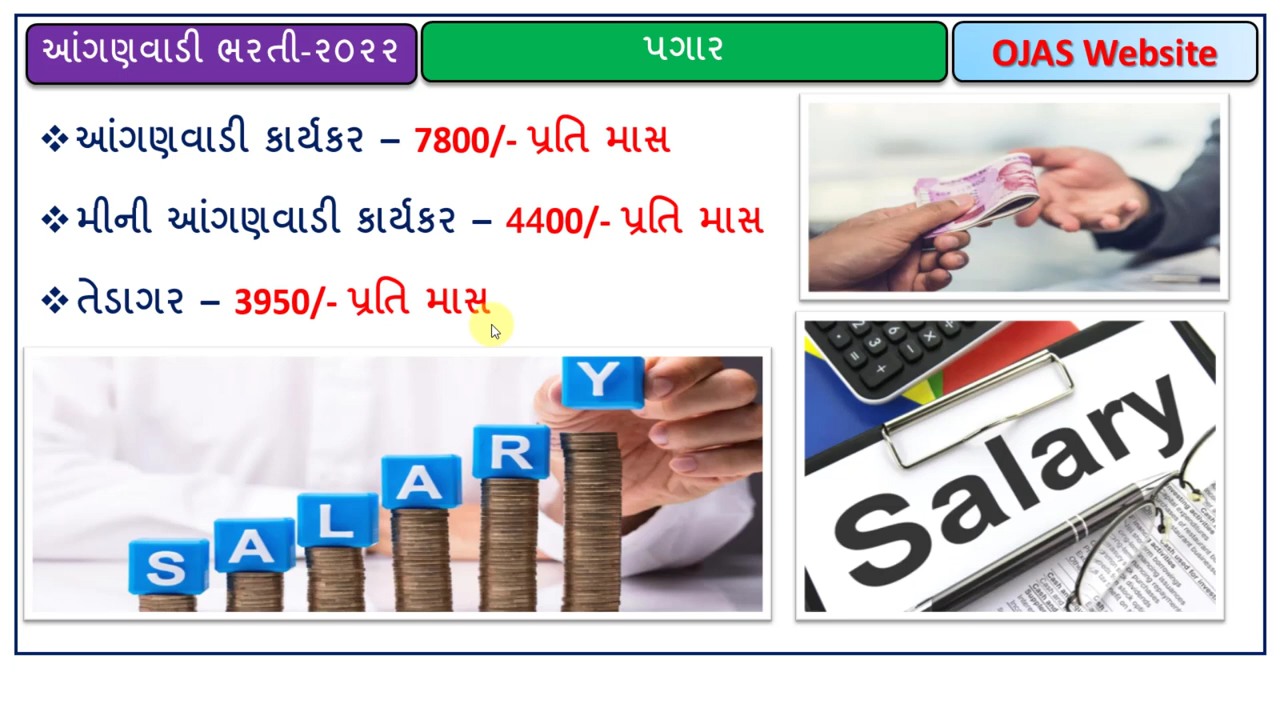 આંગણવાડી ભરતી-૨૦૨૨
પગાર
OJAS Website
❖આંગણવાડી કાર્યકર – 7800/- પ્રતિ માસ
❖મીની આંગણવાડી કાર્યકર – 4400/- પ્રતિ માસ
❖તેડાગર – 3950/- પ્રતિ માસ
SALARY
Salary